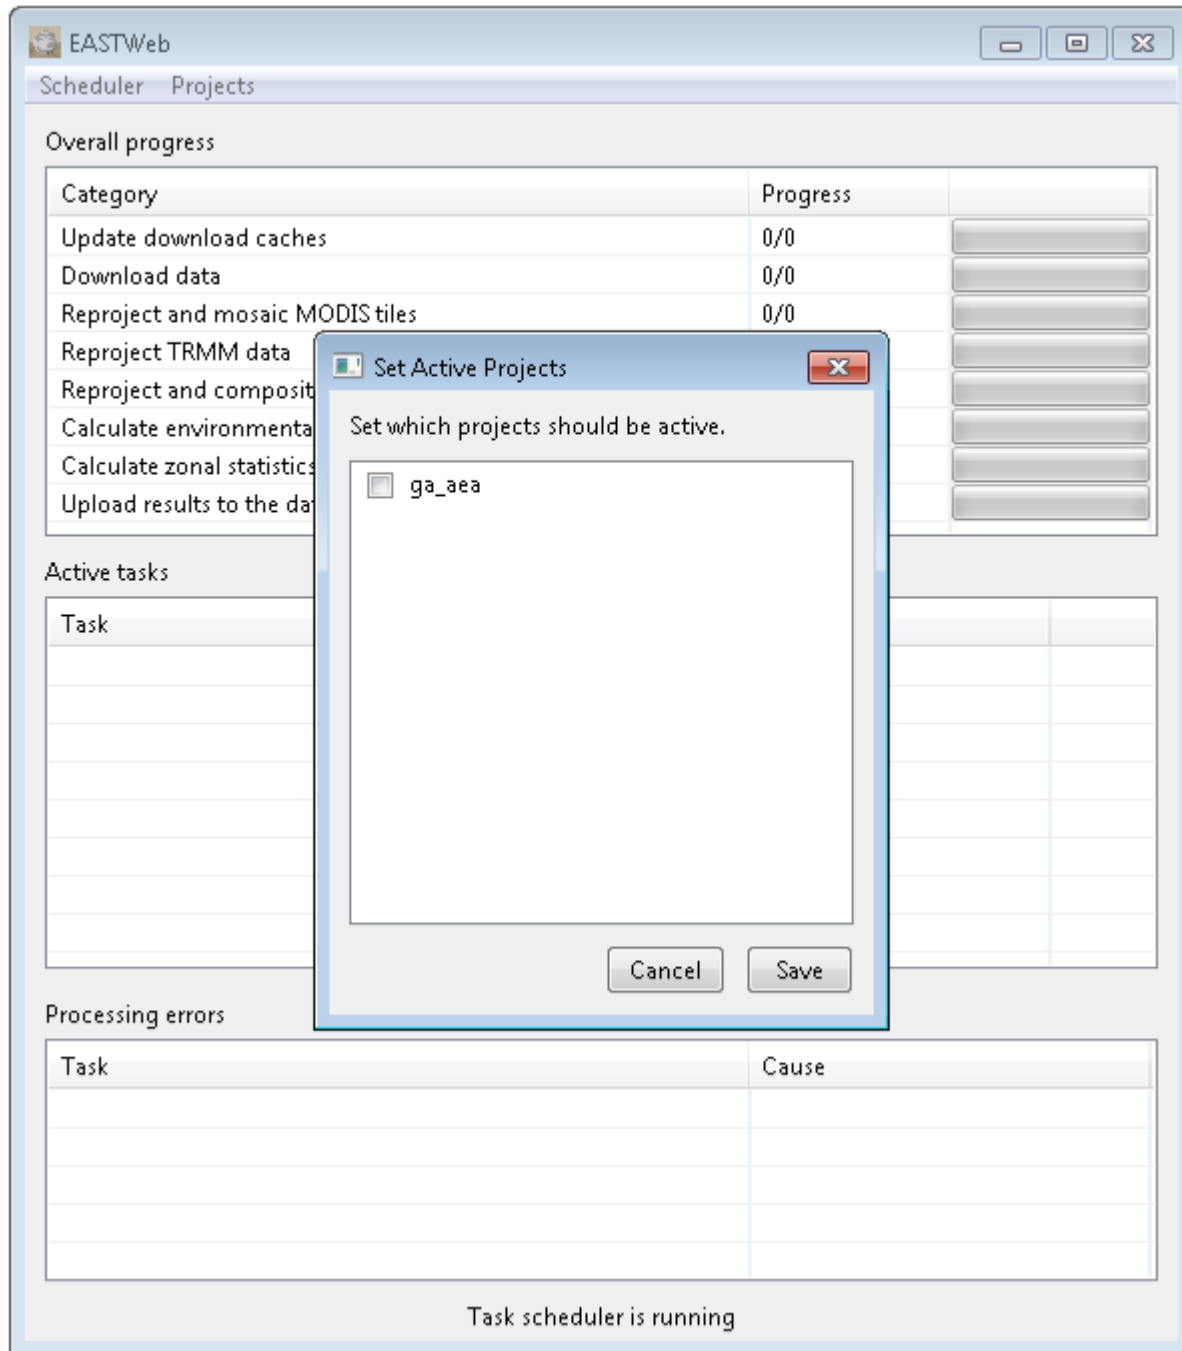 EASTWeb
Scheduler Projects
Overall progress
Category Progress
Update download caches 0/0
Download data 0/0
Reproject and mosaic MODIS tiles 0/0
Reproject TRMM data
Reproject and composit
Calculate environmenta
Calculate zonal statistics
Upload results to the dat
Set Active Projects
Set which projects should be active.
ga_aea
Cancel Save
Active tasks
Task
Processing errors
Task Cause
Task scheduler is running